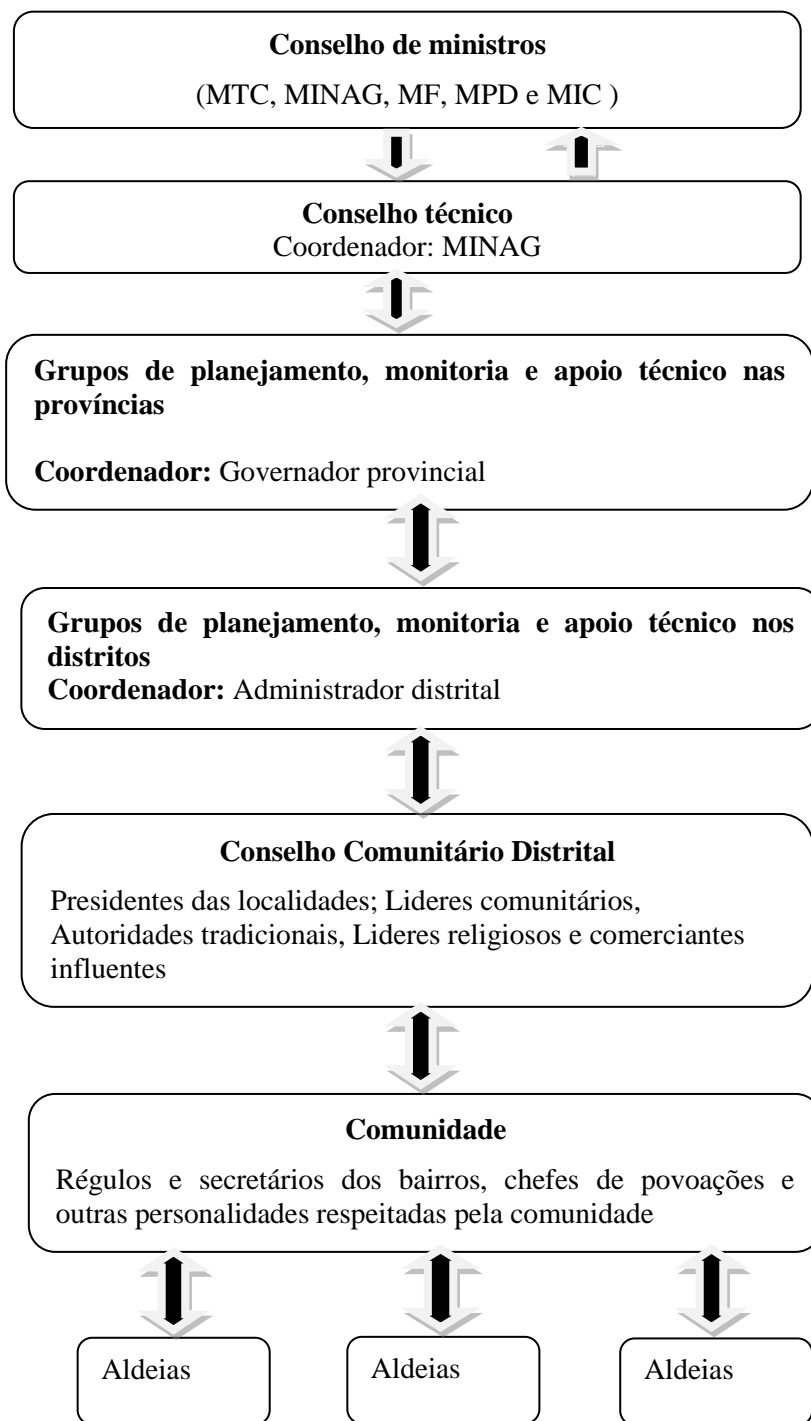 Conselho de ministros
(MTC, MINAG, MF, MPD e MIC )
Conselho técnico
Coordenador: MINAG
Grupos de planejamento, monitoria e apoio técnico nas
províncias
Coordenador: Governador provincial
Grupos de planejamento, monitoria e apoio técnico nos
distritos
Coordenador: Administrador distrital
Conselho Comunitário Distrital
Presidentes das localidades; Lideres comunitários,
Autoridades tradicionais, Lideres religiosos e comerciantes
influentes
Comunidade
Régulos e secretários dos bairros, chefes de povoações e
outras personalidades respeitadas pela comunidade
Aldeias
Aldeias
Aldeias